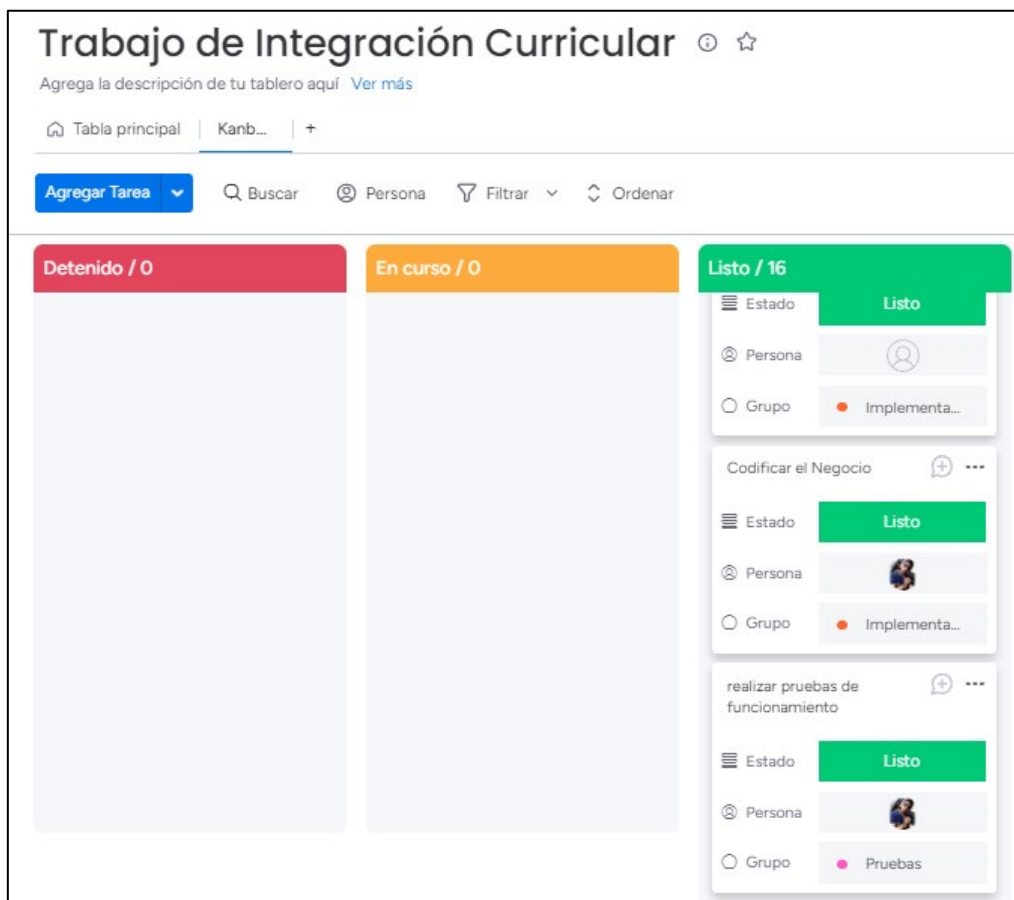 Trabajo de Integración Curricular
Agrega la descripción de tu tablero aquí Ver más
Tabla principal Kanb... +
Agregar Tarea Buscar Persona Filtrar Ordenar
Detenido / 0 En curso / 0 Listo / 16
Estado Listo
Persona
Grupo Implementa...
Codificar el Negocio
Estado Listo
Persona
Grupo Implementa...
realizar pruebas de
funcionamiento
Estado Listo
Persona
Grupo Pruebas